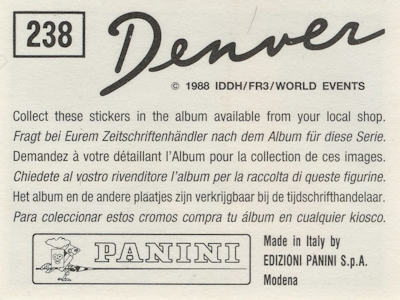 238
Denver
© 1988 IDDH/FR3/WORLD EVENTS
Collect these stickers in the album available from your local shop.
Fragt bei Eurem Zeitschriftenhändler nach dem Album für diese Serie.
Demandez à votre détaillant l'Album pour la collection de ces images.
Chiedete al vostro rivenditore l'album per la raccolta di queste figurine.
Het album en de andere plaatjes zijn verkrijgbaar bij de tijdschrifthandelaar.
Para coleccionar estos cromos compra tu álbum en cualquier kiosco.
PANINI
Made in Italy by
EDIZIONI PANINI S.p.A.
Modena